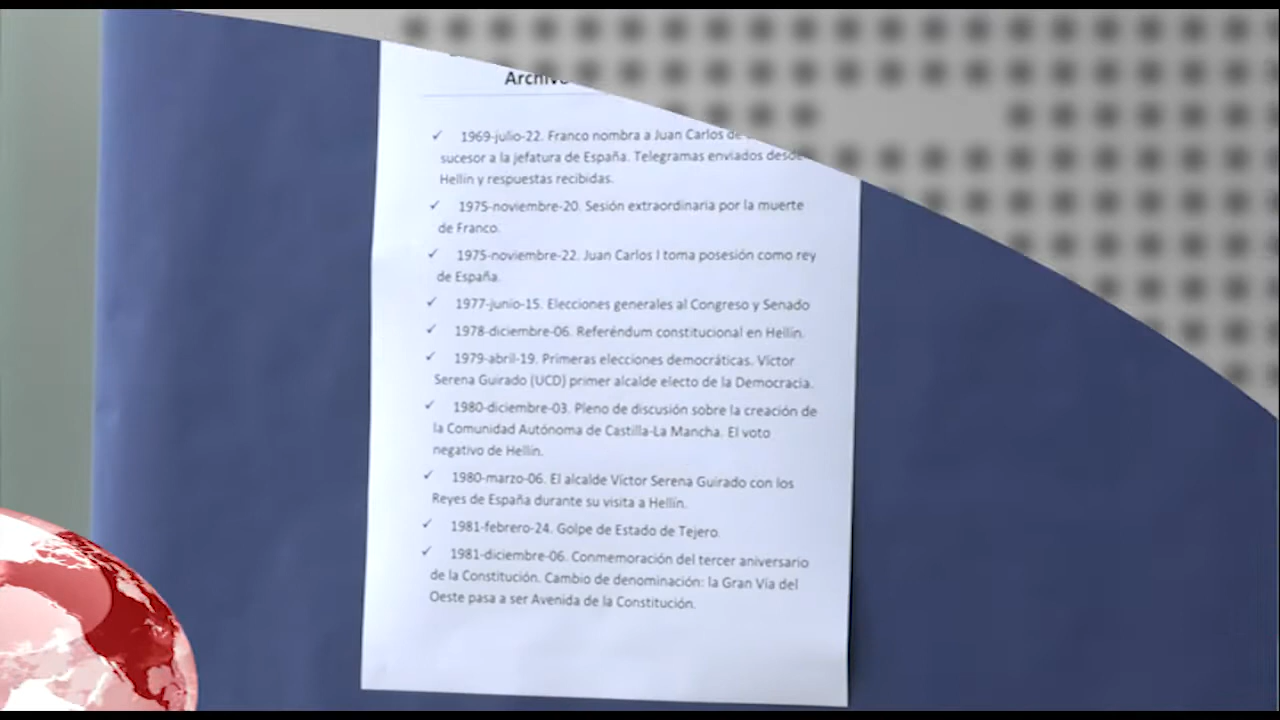 ✓ 1969-julio-22. Franco nombra a Juan Carlos de
sucesor a la jefatura de España. Telegramas enviados desde
Hellín y respuestas recibidas.
✓ 1975-noviembre-20. Sesión extraordinaria por la muerte
de Franco.
✓ 1975-noviembre-22. Juan Carlos I toma posesión como rey
de España.
✓ 1977-junio-15. Elecciones generales al Congreso y Senado
✓ 1978-diciembre-06. Referéndum constitucional en Hellín.
✓ 1979-abril-19. Primeras elecciones democráticas. Víctor
Serena Guirado (UCD) primer alcalde electo de la Democracia.
✓ 1980-diciembre-03. Pleno de discusión sobre la creación de
la Comunidad Autónoma de Castilla-La Mancha. El voto
negativo de Hellín.
✓ 1980-marzo-06. El alcalde Víctor Serena Guirado con los
Reyes de España durante su visita a Hellín.
✓ 1981-febrero-24. Golpe de Estado de Tejero.
✓ 1981-diciembre-06. Conmemoración del tercer aniversario
de la Constitución. Cambio de denominación: la Gran Vía del
Oeste pasa a ser Avenida de la Constitución.